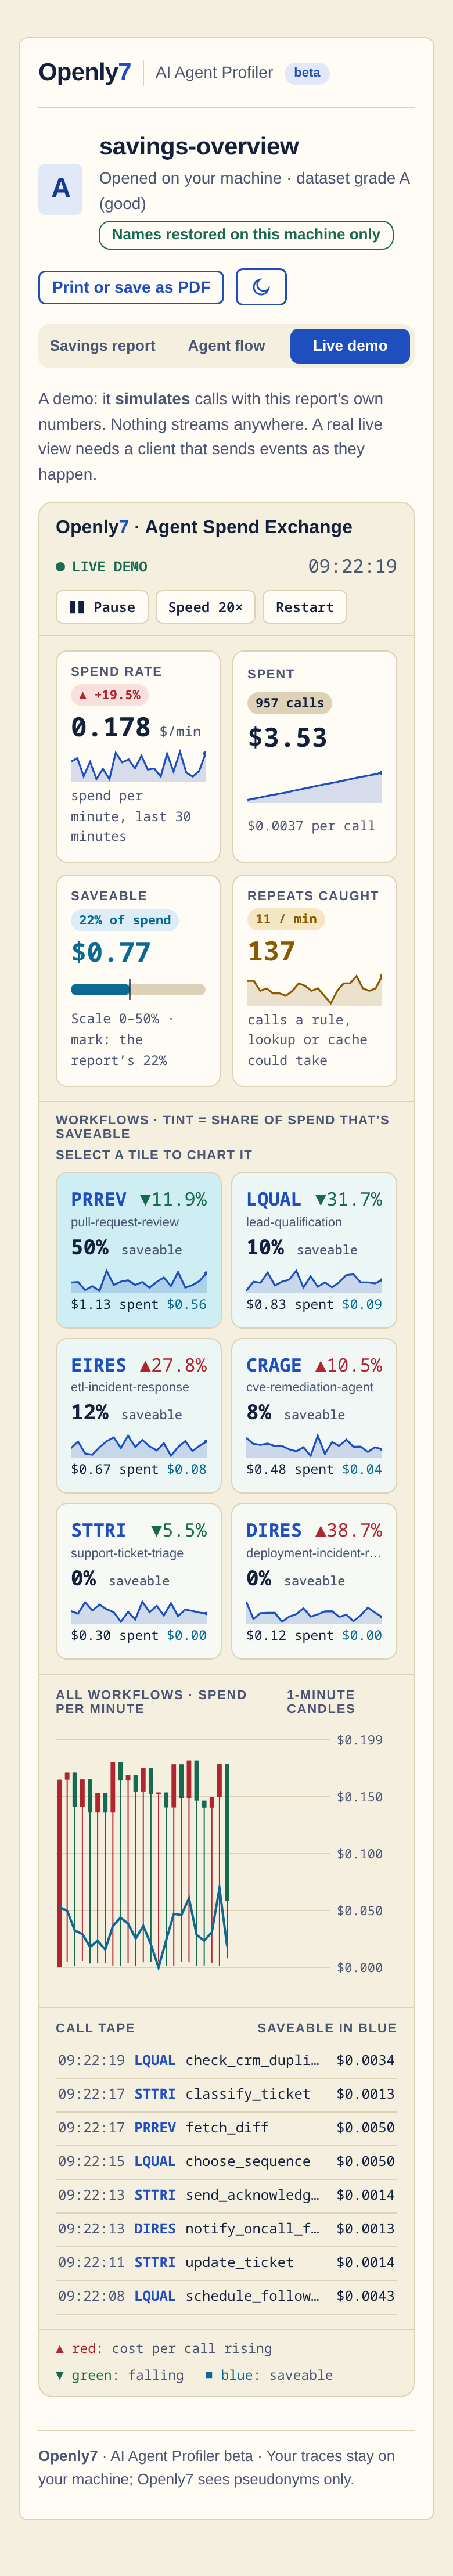 Openly7 AI Agent Profiler beta
savings-overview
A
Opened on your machine · dataset grade A
(good)
Names restored on this machine only
Print or save as PDF
Savings report Agent flow Live demo
A demo: it simulates calls with this report’s own
numbers. Nothing streams anywhere. A real live
view needs a client that sends events as they
happen.
Openly7 · Agent Spend Exchange
● LIVE DEMO 09:22:19
Pause Speed 20× Restart
SPEND RATE
▲ +19.5%
0.178 $/min
spend per
minute, last 30
minutes
SPENT
957 calls
$3.53
$0.0037 per call
SAVEABLE
22% of spend
$0.77
Scale 0–50% ·
mark: the
report’s 22%
REPEATS CAUGHT
11 / min
137
calls a rule,
lookup or cache
could take
WORKFLOWS · TINT = SHARE OF SPEND THAT’S
SAVEABLE
SELECT A TILE TO CHART IT
PRREV ▼11.9%
pull-request-review
50% saveable
$1.13 spent $0.56
LQUAL ▼31.7%
lead-qualification
10% saveable
$0.83 spent $0.09
EIRES ▲27.8%
etl-incident-response
12% saveable
$0.67 spent $0.08
CRAGE ▲10.5%
cve-remediation-agent
8% saveable
$0.48 spent $0.04
STTRI ▼5.5%
support-ticket-triage
0% saveable
$0.30 spent $0.00
DIRES ▲38.7%
deployment-incident-r…
0% saveable
$0.12 spent $0.00
ALL WORKFLOWS · SPEND
PER MINUTE
1-MINUTE
CANDLES
$0.199
$0.150
$0.100
$0.050
$0.000
CALL TAPE SAVEABLE IN BLUE
09:22:19 LQUAL check_crm_dupli… $0.0034
09:22:17 STTRI classify_ticket $0.0013
09:22:17 PRREV fetch_diff $0.0050
09:22:15 LQUAL choose_sequence $0.0050
09:22:13 STTRI send_acknowledg… $0.0014
09:22:13 DIRES notify_oncall_f… $0.0013
09:22:11 STTRI update_ticket $0.0014
09:22:08 LQUAL schedule_follow… $0.0043
▲ red: cost per call rising
▼ green: falling ■ blue: saveable
Openly7 · AI Agent Profiler beta · Your traces stay on
your machine; Openly7 sees pseudonyms only.